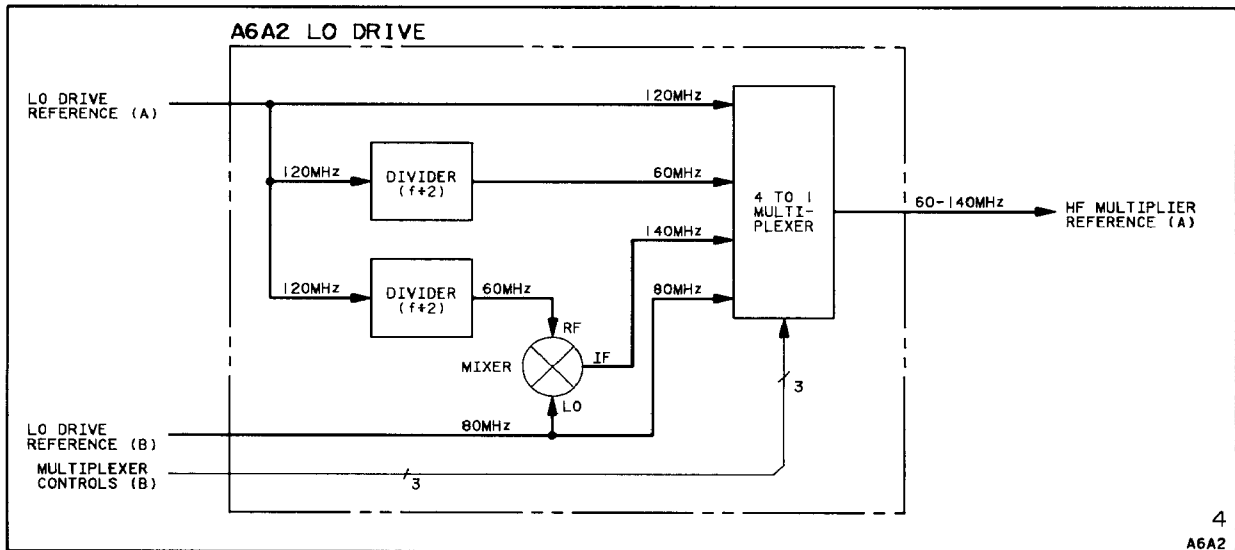 A6A2 LO DRIVE
LO DRIVE
REFERENCE (A)
120MHz
120MHz
DIVIDER
(f÷2)
60MHz
4 TO 1
MULTI-
PLEXER
60-140MHz
HF MULTIPLIER
REFERENCE (A)
140MHz
120MHz
DIVIDER
(f÷2)
60MHz
80MHz
RF
MIXER
IF
LO
3
LO DRIVE
REFERENCE (B)
80MHz
MULTIPLEXER
CONTROLS (B)
3
4
A6A2